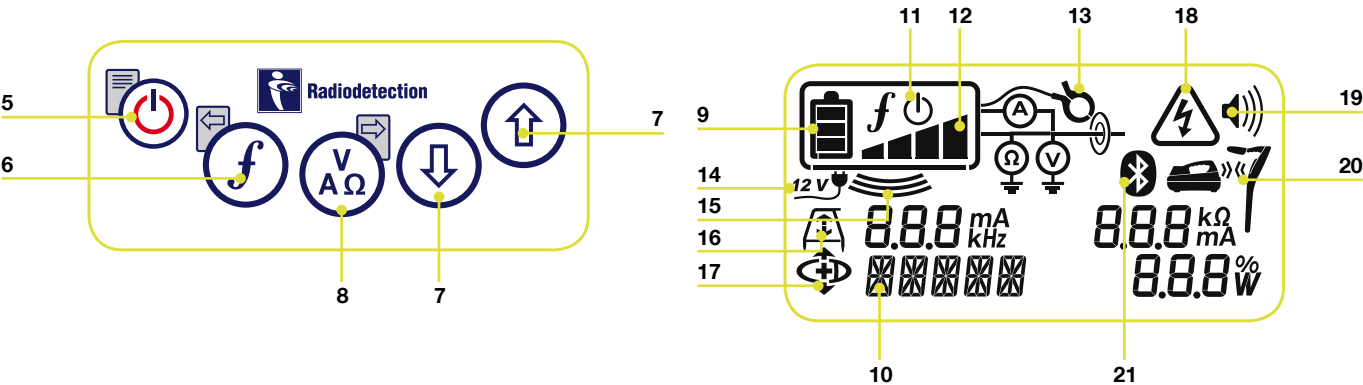 11 12 13 18
5 9 19
Radiodetection
7
f
A
6 f V
A Ω
Ω V
20
14 12 V
15
16 8.8.8 mA
kHz
8.8.8 kΩ
mA
17
8.8.8 %
W
8 7
10 21